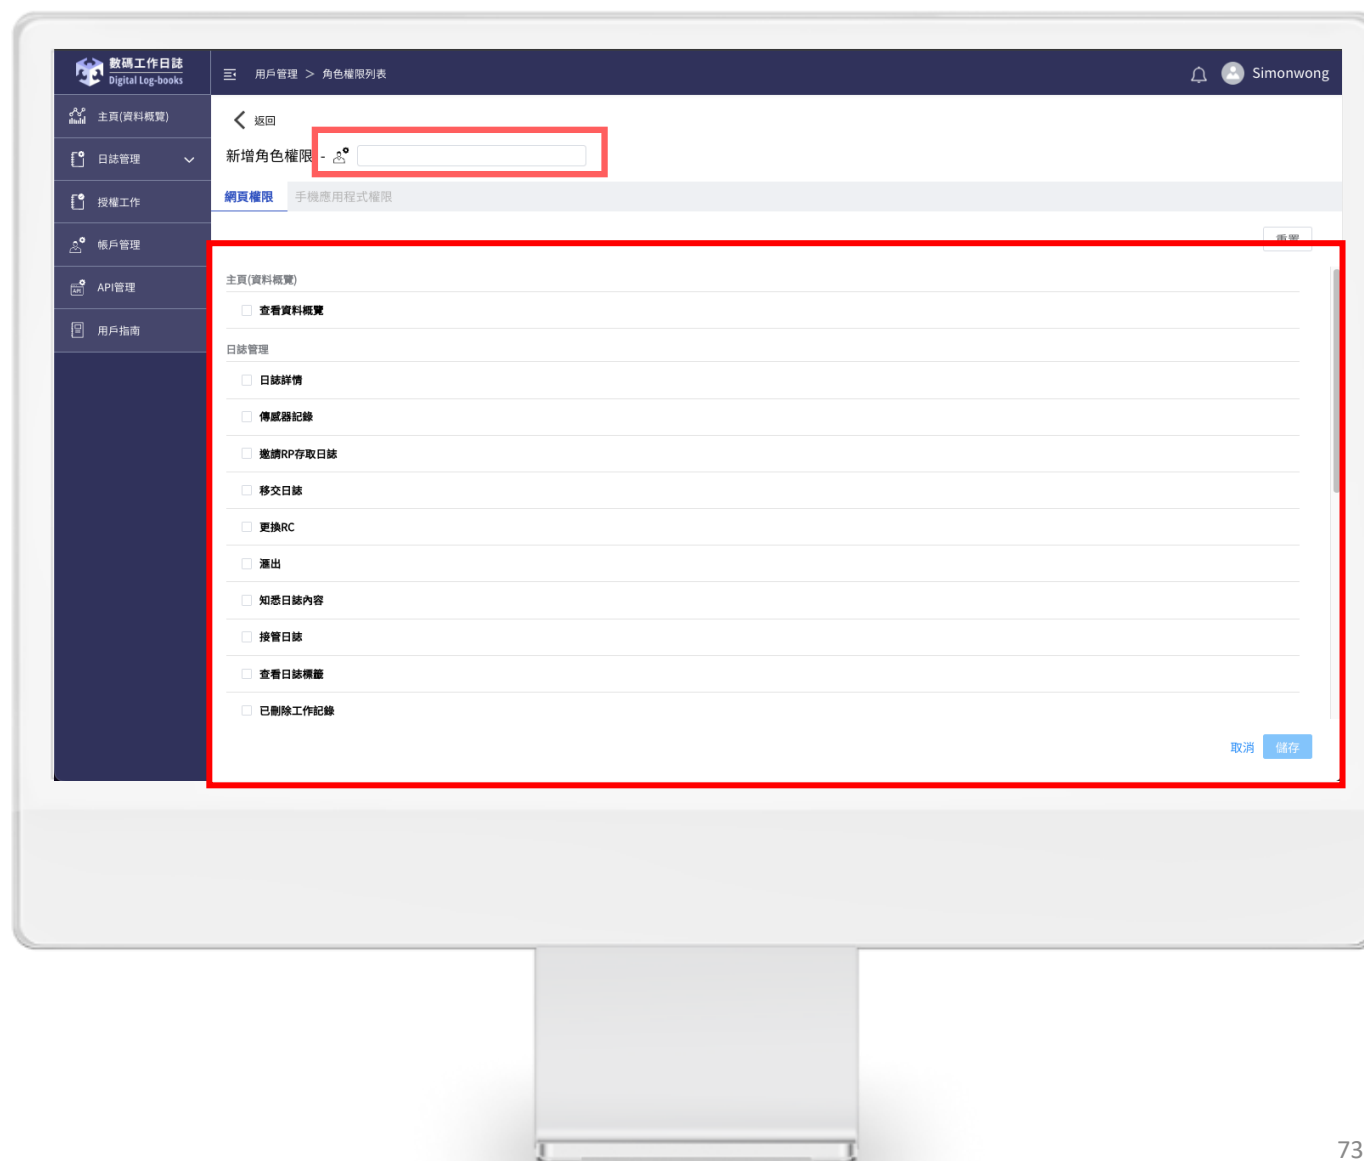 數碼工作日誌
Digital Log-books
用戶管理 > 角色權限列表
Simonwong
主頁(資料概覽)
日誌管理
授權工作
帳戶管理
API管理
用戶指南
返回
新增角色權限 -
網頁權限 手機應用程式權限
重置
主頁(資料概覽)
查看資料概覽
日誌管理
日誌詳情
傳感器記錄
邀請RP存取日誌
移交日誌
更換RC
滙出
知悉日誌內容
接管日誌
查看日誌標籤
已刪除工作記錄
取消 儲存
73